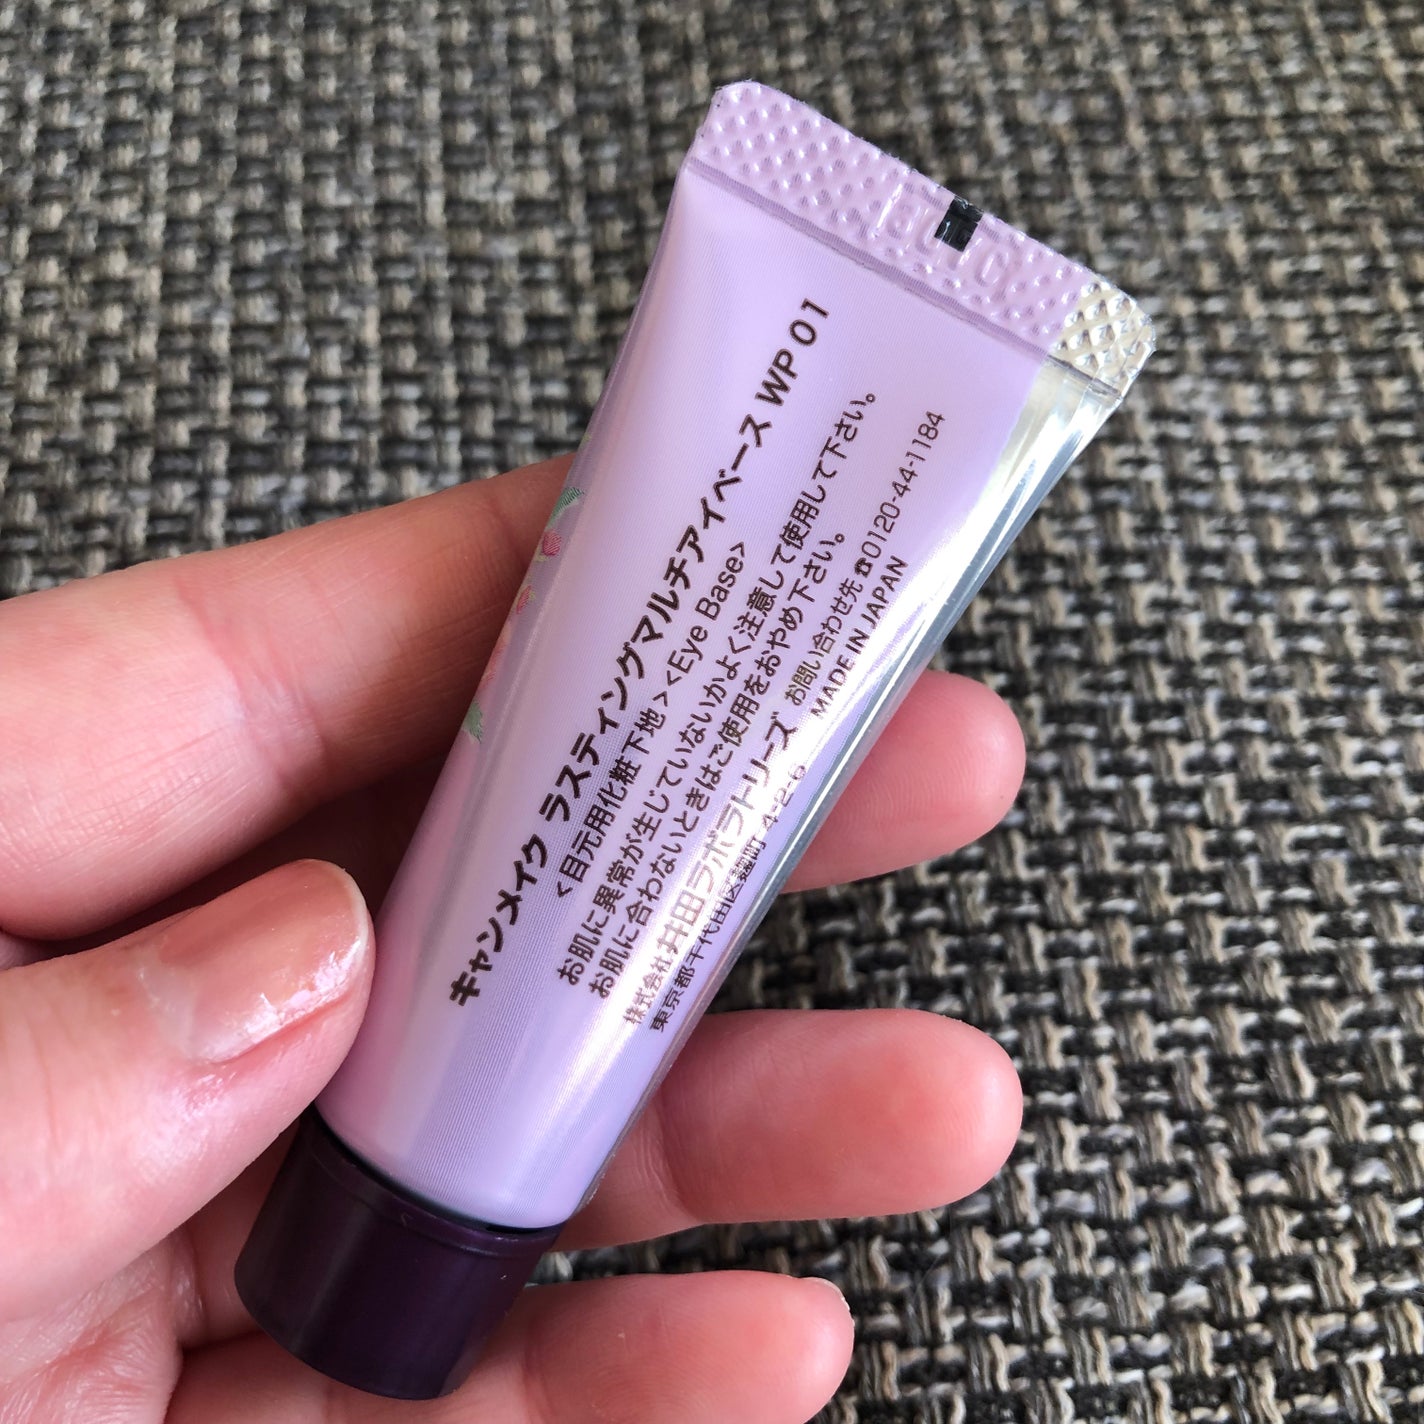 キャンメイク ラスティングマルチアイベース WP 01
<目元用化粧下地><Eye Base>
お肌に異常が生じていないかよく注意して使用して下さい。
お肌に合わないときはご使用をおやめ下さい。
株式会社井田ラボラトリーズ お問い合わせ先 ☎0120-44-1184
東京都千代田区麹町 4-2-6 MADE IN JAPAN